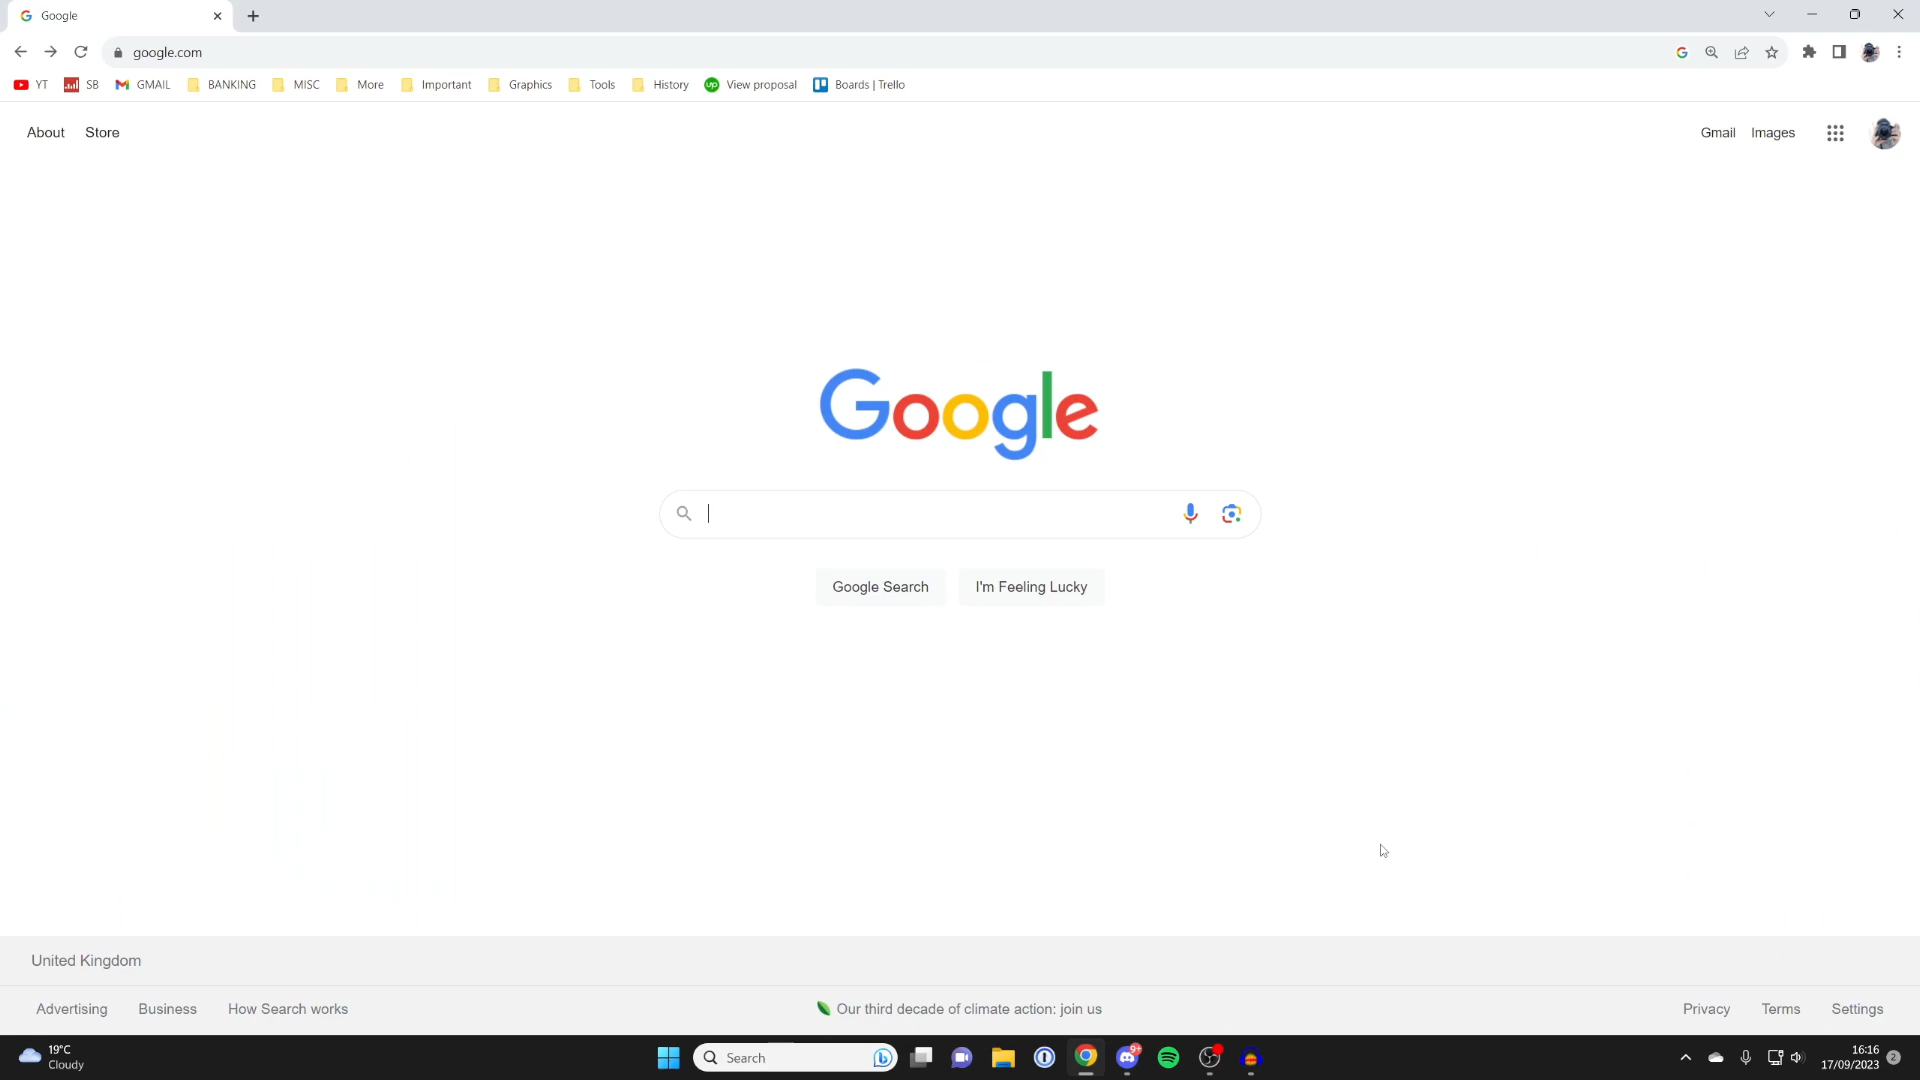 Google
google.com
YT SB GMAIL BANKING MISC More Important Graphics Tools History View proposal Boards | Trello
About Store Gmail Images
Google
Google Search I'm Feeling Lucky
United Kingdom
Advertising Business How Search works Our third decade of climate action: join us Privacy Terms Settings
19°C
Cloudy
Search
9+
16:16
17/09/2023
2